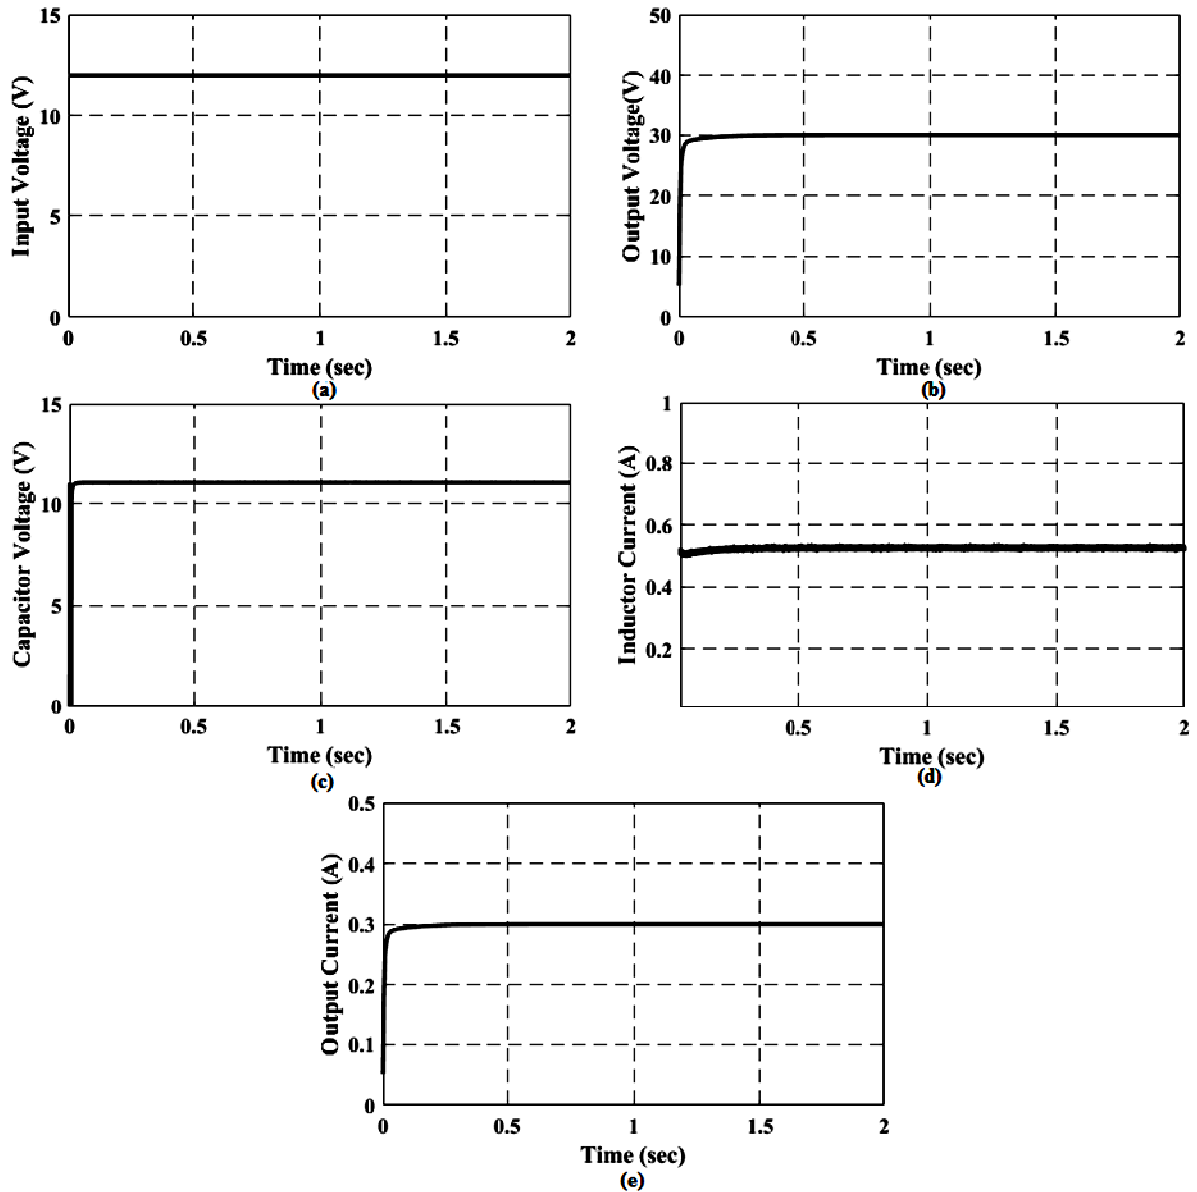 15
10
5
0
Input Voltage (V)
0 0.5 1 1.5 2
Time (sec)
(a)
50
40
30
20
10
0
Output Voltage(V)
0 0.5 1 1.5 2
Time (sec)
(b)
15
10
5
0
Capacitor Voltage (V)
0 0.5 1 1.5 2
Time (sec)
(c)
1
0.8
0.6
0.4
0.2
Inductor Current (A)
0.5 1 1.5 2
Time (sec)
(d)
0.5
0.4
0.3
0.2
0.1
0
Output Current (A)
0 0.5 1 1.5 2
Time (sec)
(e)